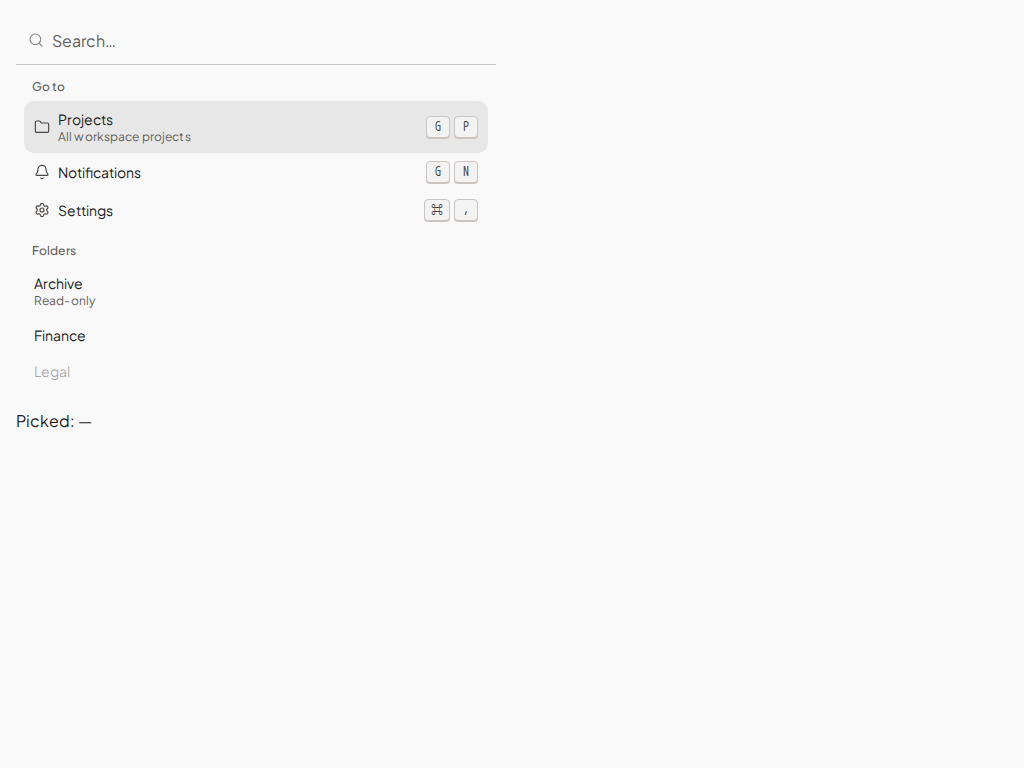 Search…
Go to
Projects G P
All workspace projects
Notifications G N
Settings ⌘ ,
Folders
Archive
Read-only
Finance
Legal
Picked: —